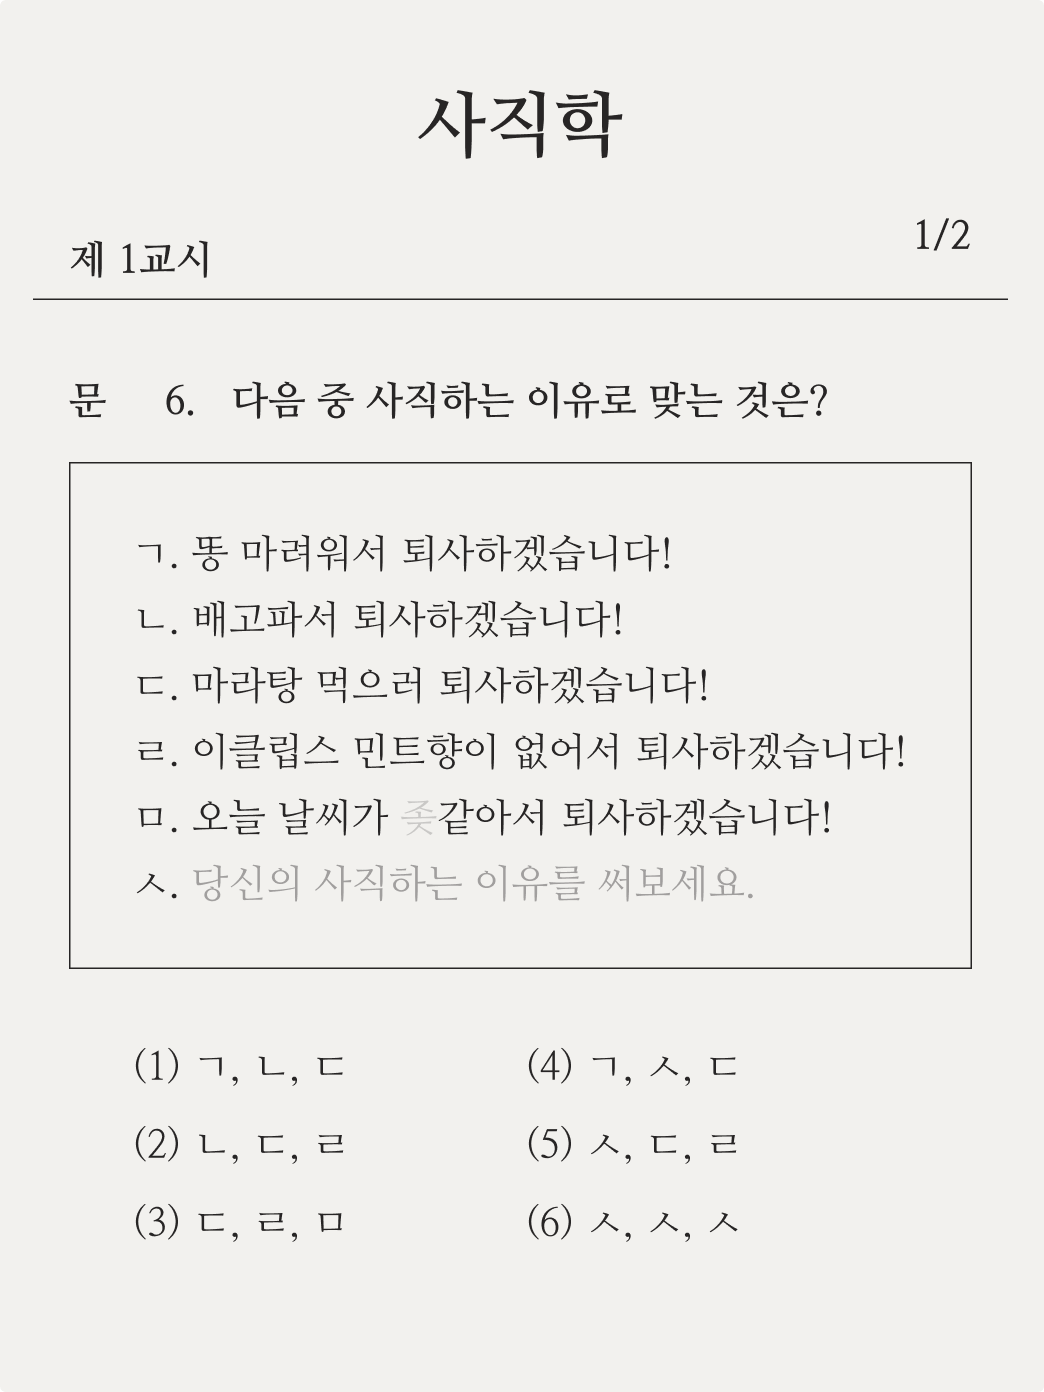 사직학
1/2
제 1교시
문 6. 다음 중 사직하는 이유로 맞는 것은?
ㄱ. 똥 마려워서 퇴사하겠습니다!
ㄴ. 배고파서 퇴사하겠습니다!
ㄷ. 마라탕 먹으러 퇴사하겠습니다!
ㄹ. 이클립스 민트향이 없어서 퇴사하겠습니다!
ㅁ. 오늘 날씨가 좆같아서 퇴사하겠습니다!
ㅅ. 당신의 사직하는 이유를 써보세요.
(1) ㄱ, ㄴ, ㄷ
(2) ㄴ, ㄷ, ㄹ
(3) ㄷ, ㄹ, ㅁ
(4) ㄱ, ㅅ, ㄷ
(5) ㅅ, ㄷ, ㄹ
(6) ㅅ, ㅅ, ㅅ